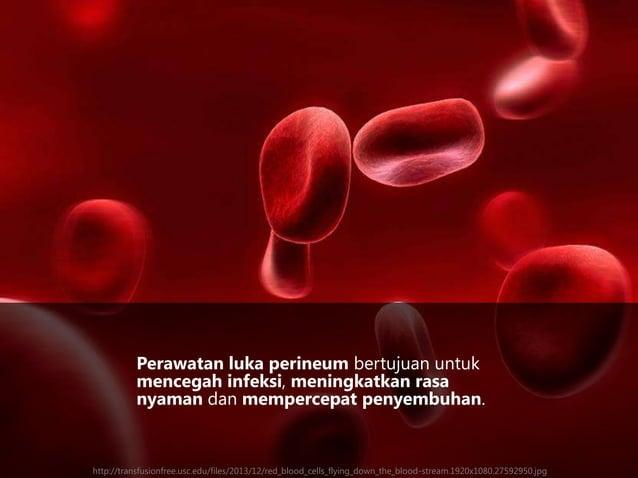 Perawatan luka perineum bertujuan untuk
mencegah infeksi, meningkatkan rasa
nyaman dan mempercepat penyembuhan.
http://transfusionfree.usc.edu/files/2013/12/red_blood_cells_flying_down_the_blood-stream.1920x1080.27592950.jpg